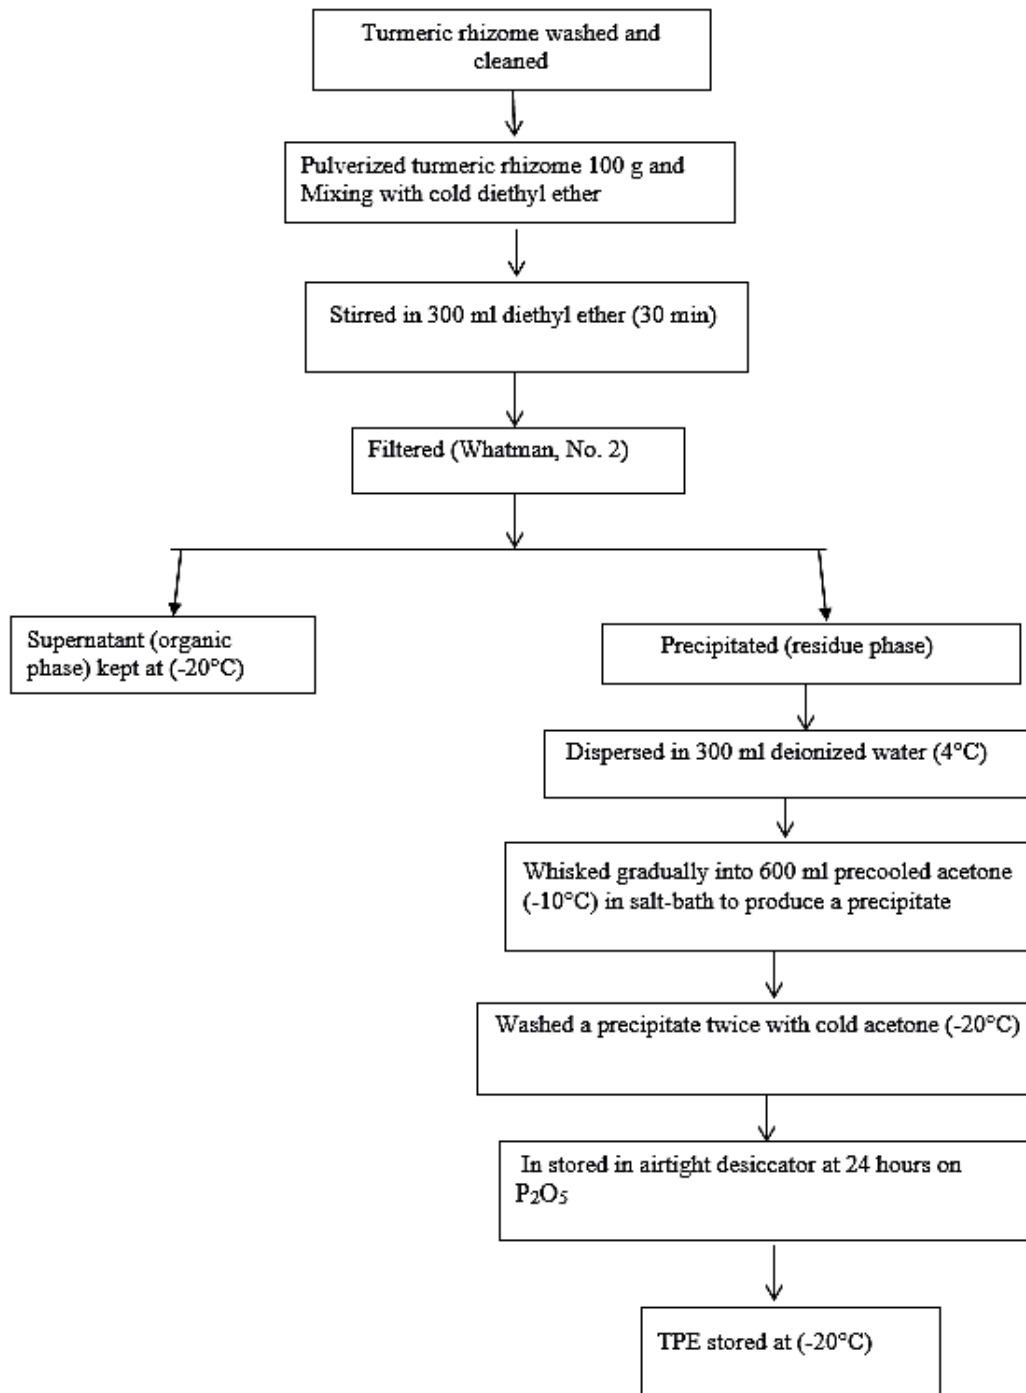 Turmeric rhizome washed and
cleaned
Pulverized turmeric rhizome 100 g and
Mixing with cold diethyl ether
Stirred in 300 ml diethyl ether (30 min)
Filtered (Whatman, No. 2)
Supernatant (organic
phase) kept at (-20°C)
Precipitated (residue phase)
Dispersed in 300 ml deionized water (4°C)
Whisked gradually into 600 ml precooled acetone
(-10°C) in salt-bath to produce a precipitate
Washed a precipitate twice with cold acetone (-20°C)
In stored in airtight desiccator at 24 hours on
P₂O₅
TPE stored at (-20°C)